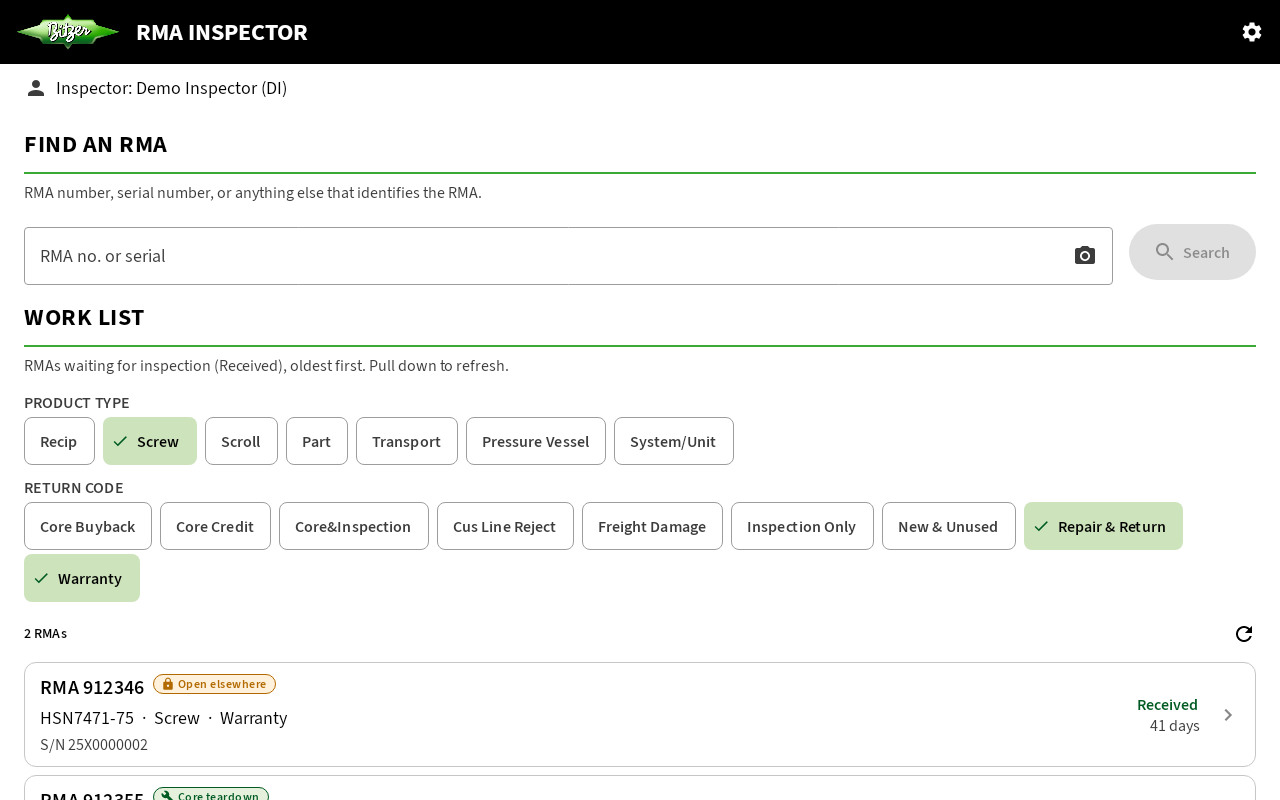 Bitzer
RMA INSPECTOR
Inspector: Demo Inspector (DI)
FIND AN RMA
RMA number, serial number, or anything else that identifies the RMA.
RMA no. or serial
Search
WORK LIST
RMAs waiting for inspection (Received), oldest first. Pull down to refresh.
PRODUCT TYPE
Recip
Screw
Scroll
Part
Transport
Pressure Vessel
System/Unit
RETURN CODE
Core Buyback
Core Credit
Core&Inspection
Cus Line Reject
Freight Damage
Inspection Only
New & Unused
Repair & Return
Warranty
2 RMAs
RMA 912346
Open elsewhere
HSN7471-75 · Screw · Warranty
S/N 25X0000002
Received
41 days
RMA 912355
Core teardown